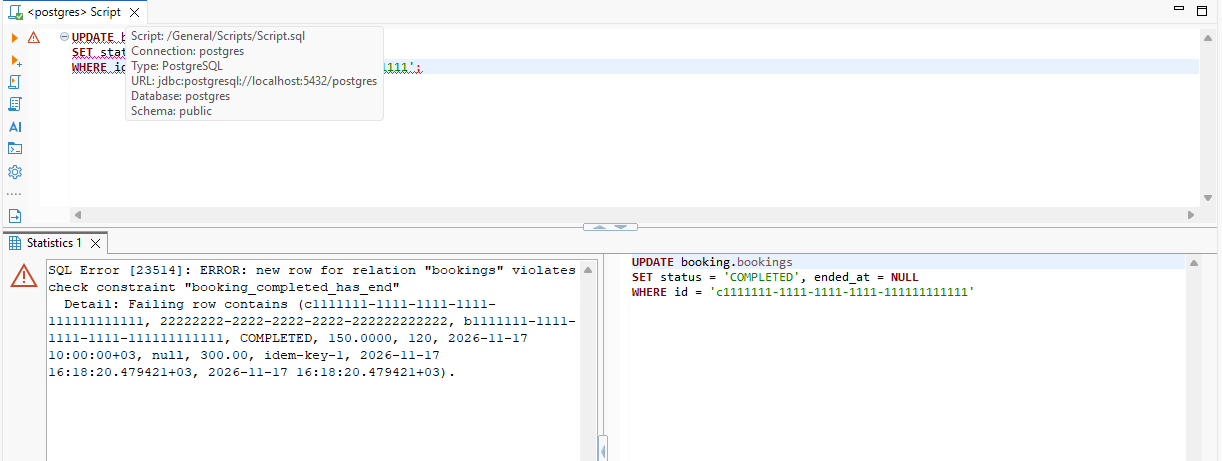 <postgres> Script
UPDATE b
SET stat
WHERE id 1111';
Script: /General/Scripts/Script.sql
Connection: postgres
Type: PostgreSQL
URL: jdbc:postgresql://localhost:5432/postgres
Database: postgres
Schema: public
AI
Statistics 1
SQL Error [23514]: ERROR: new row for relation "bookings" violates
check constraint "booking_completed_has_end"
Detail: Failing row contains (c1111111-1111-1111-1111-
111111111111, 22222222-2222-2222-2222-222222222222, b1111111-1111-
1111-1111-111111111111, COMPLETED, 150.0000, 120, 2026-11-17
10:00:00+03, null, 300.00, idem-key-1, 2026-11-17
16:18:20.479421+03, 2026-11-17 16:18:20.479421+03).
UPDATE booking.bookings
SET status = 'COMPLETED', ended_at = NULL
WHERE id = 'c1111111-1111-1111-1111-111111111111'